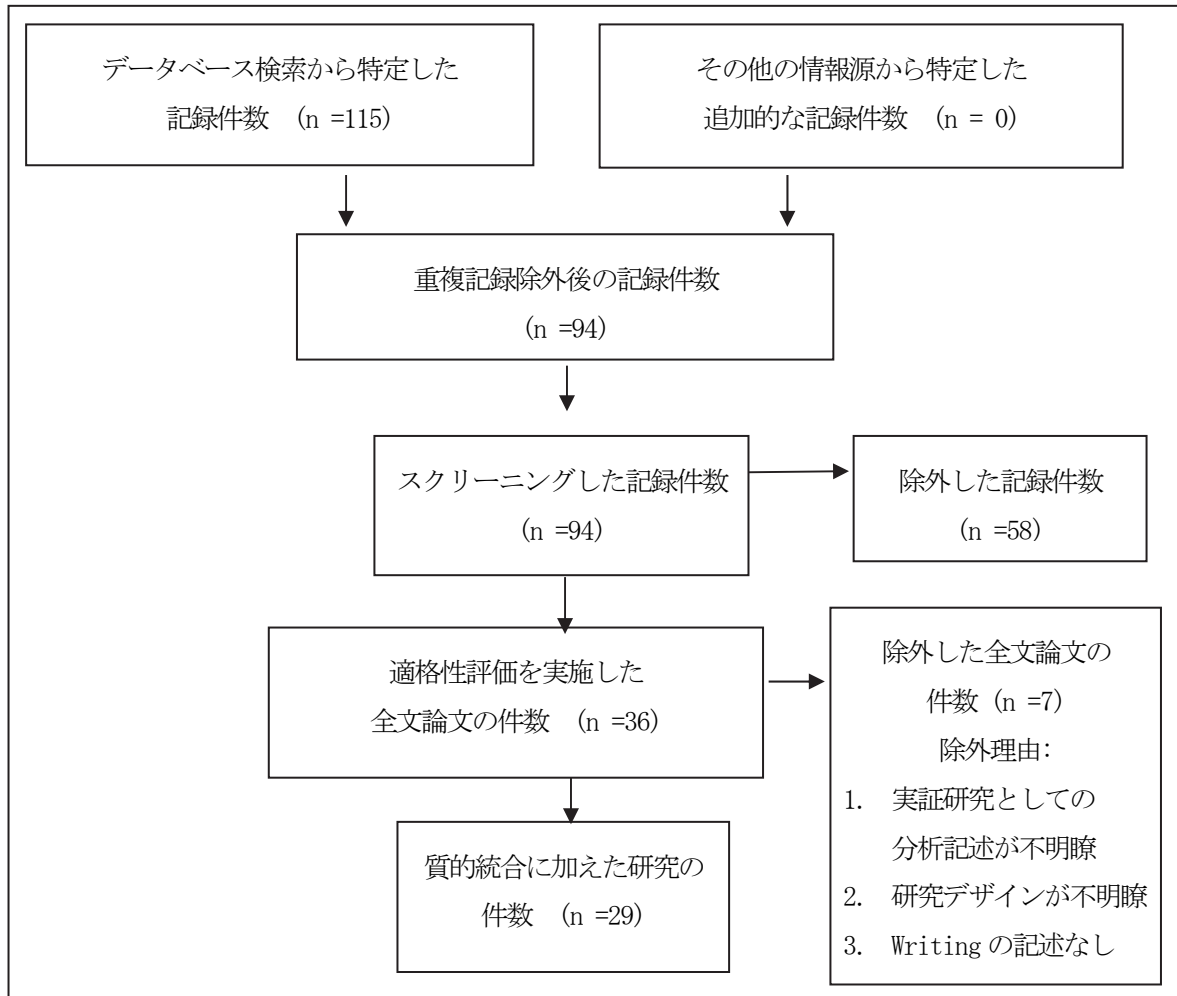 データベース検索から特定した
記録件数 (n =115)
その他の情報源から特定した
追加的な記録件数 (n = 0)
重複記録除外後の記録件数
(n =94)
スクリーニングした記録件数
(n =94)
除外した記録件数
(n =58)
適格性評価を実施した
全文論文の件数 (n =36)
除外した全文論文の
件数 (n =7)
除外理由:
1. 実証研究としての
分析記述が不明瞭
2. 研究デザインが不明瞭
3. Writing の記述なし
質的統合に加えた研究の
件数 (n =29)